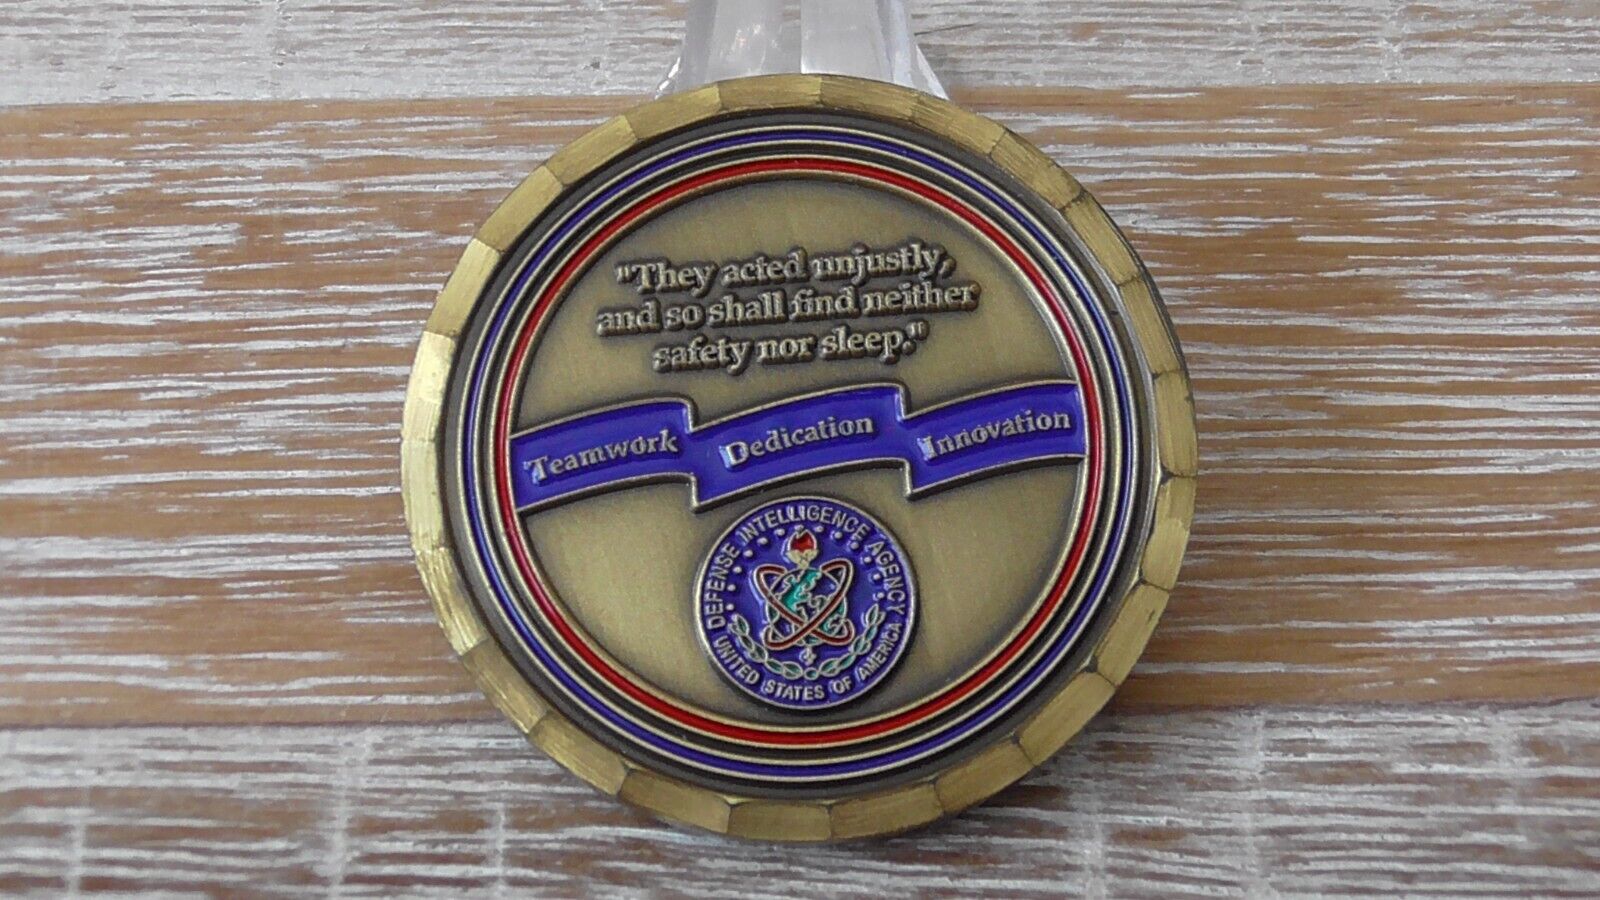 "They acted unjustly,
and so shall find neither
safety nor sleep."
Teamwork Dedication Innovation
DEFENSE INTELLIGENCE AGENCY
UNITED STATES OF AMERICA